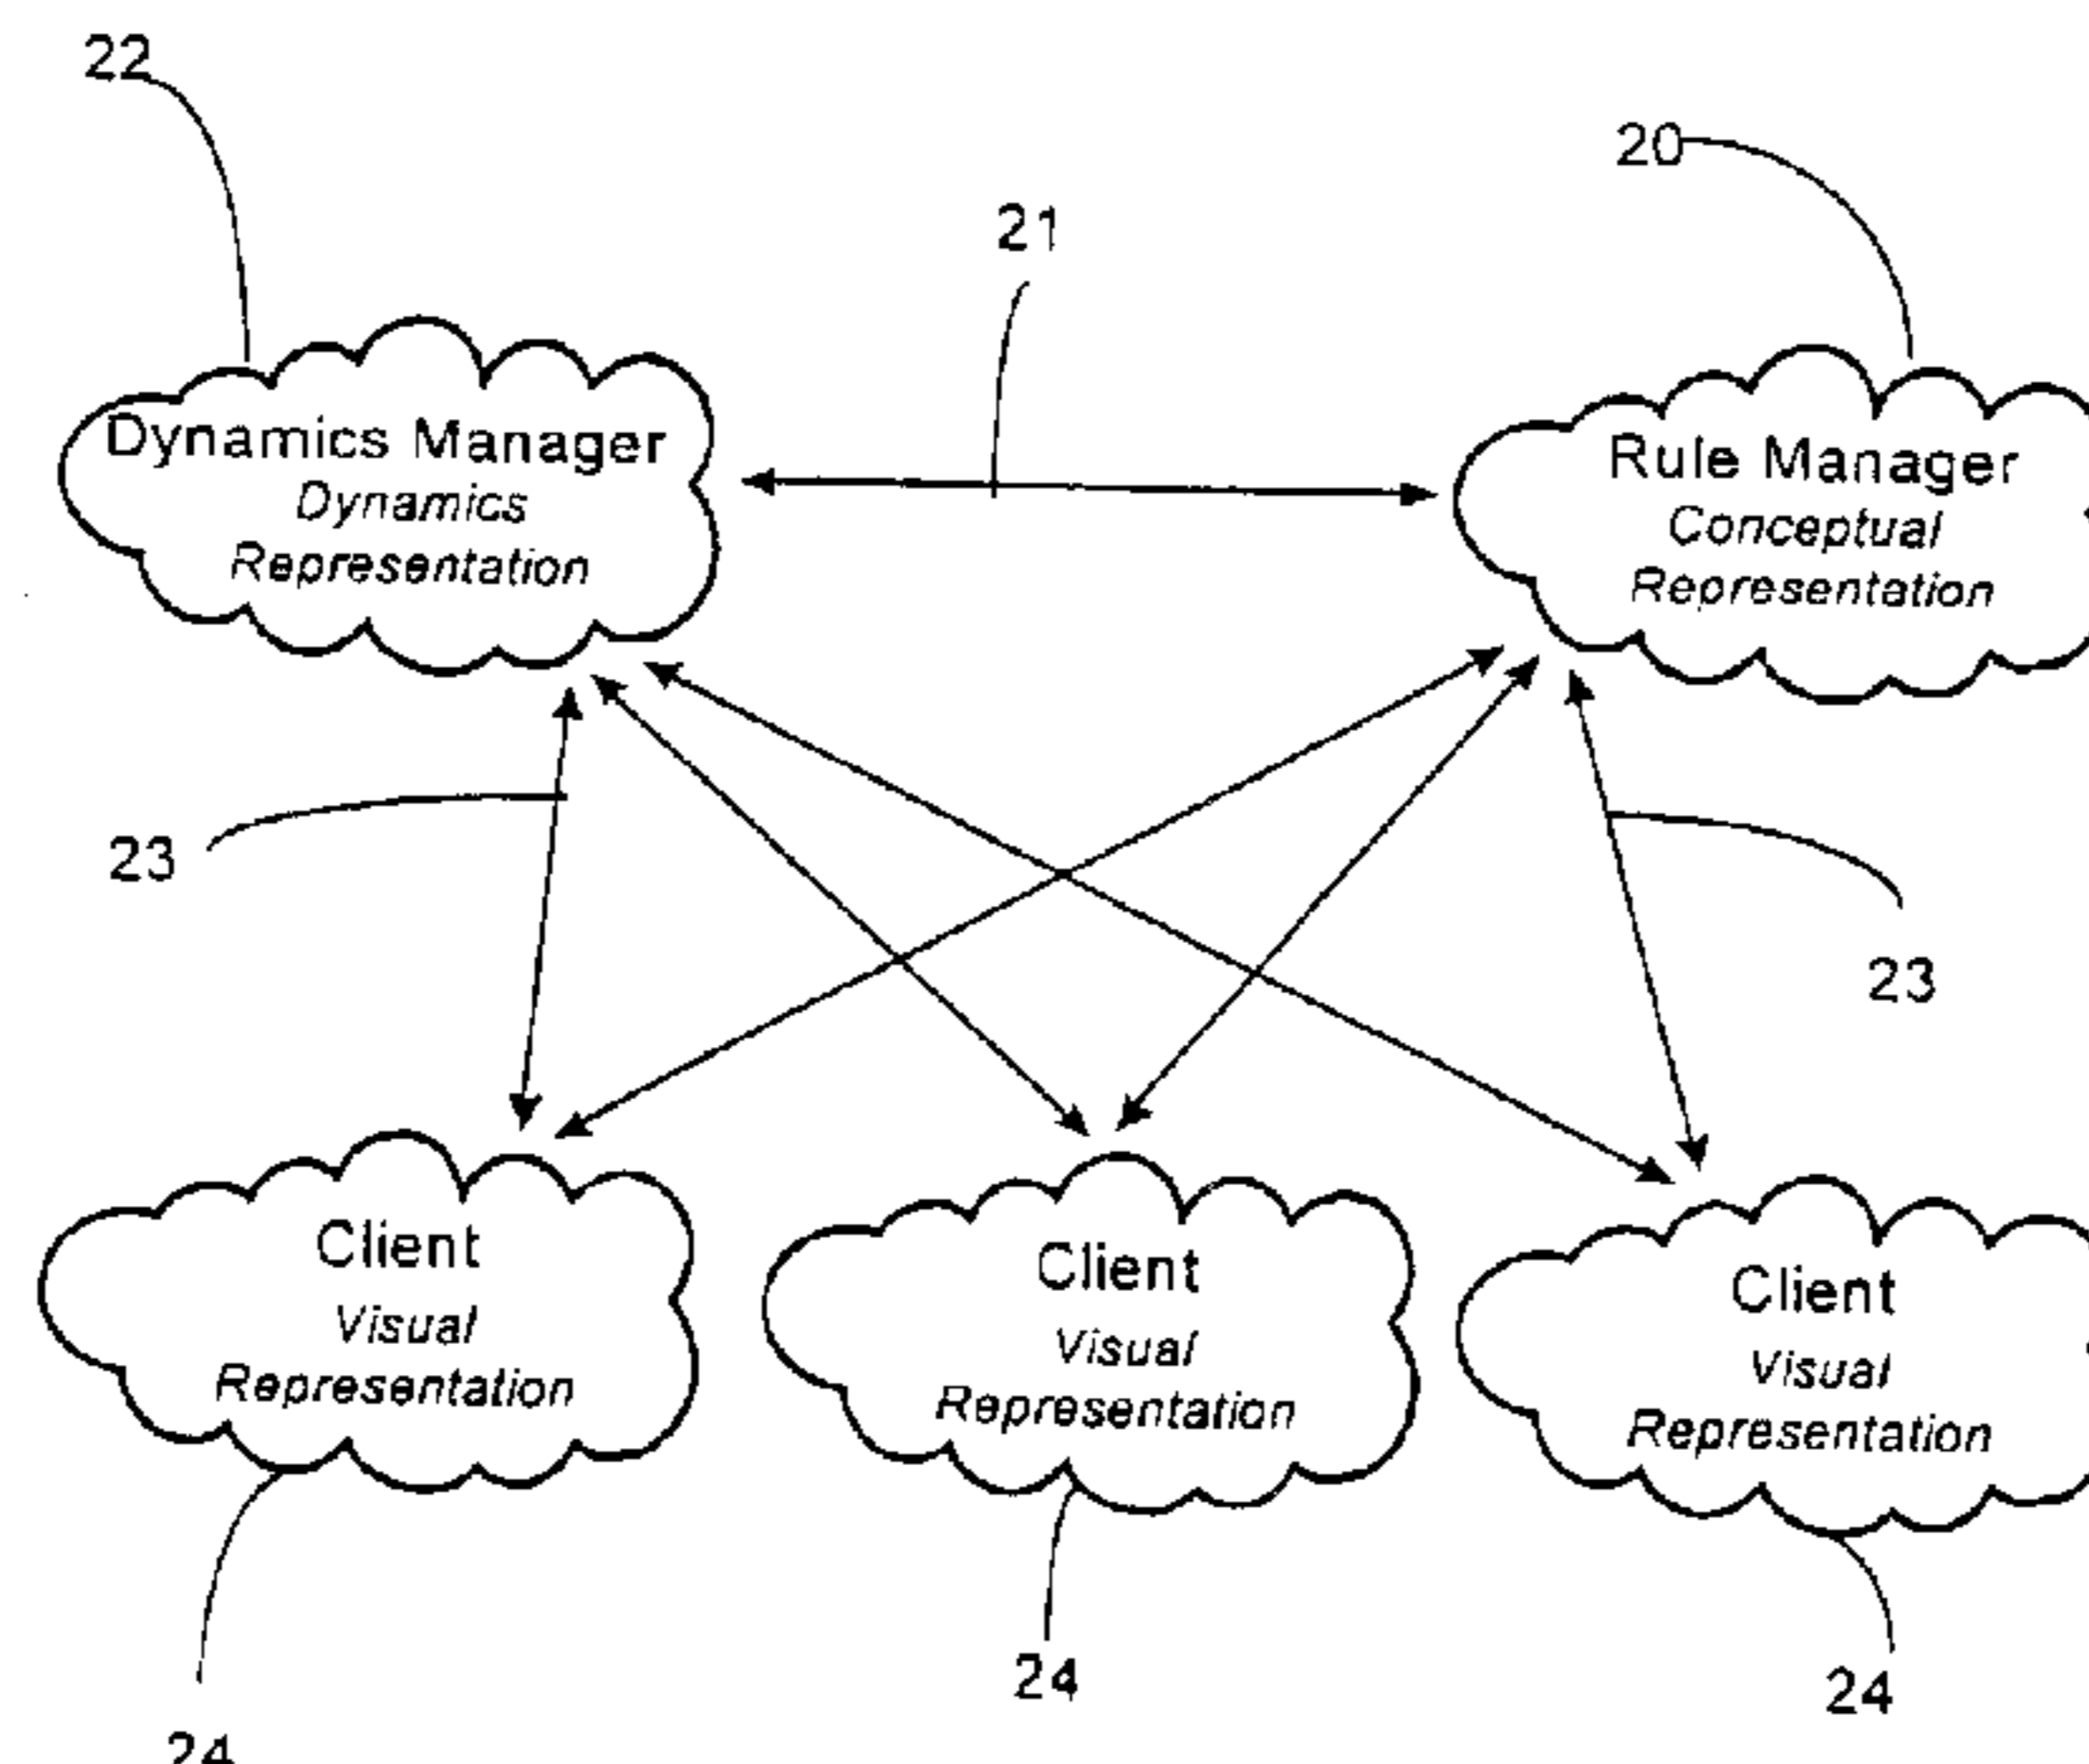 22
20
21
Dynamics Manager
Dynamics
Representation
Rule Manager
Conceptual
Representation
23
23
Client
Visual
Representation
Client
Visual
Representation
Client
Visual
Representation
24
24
24